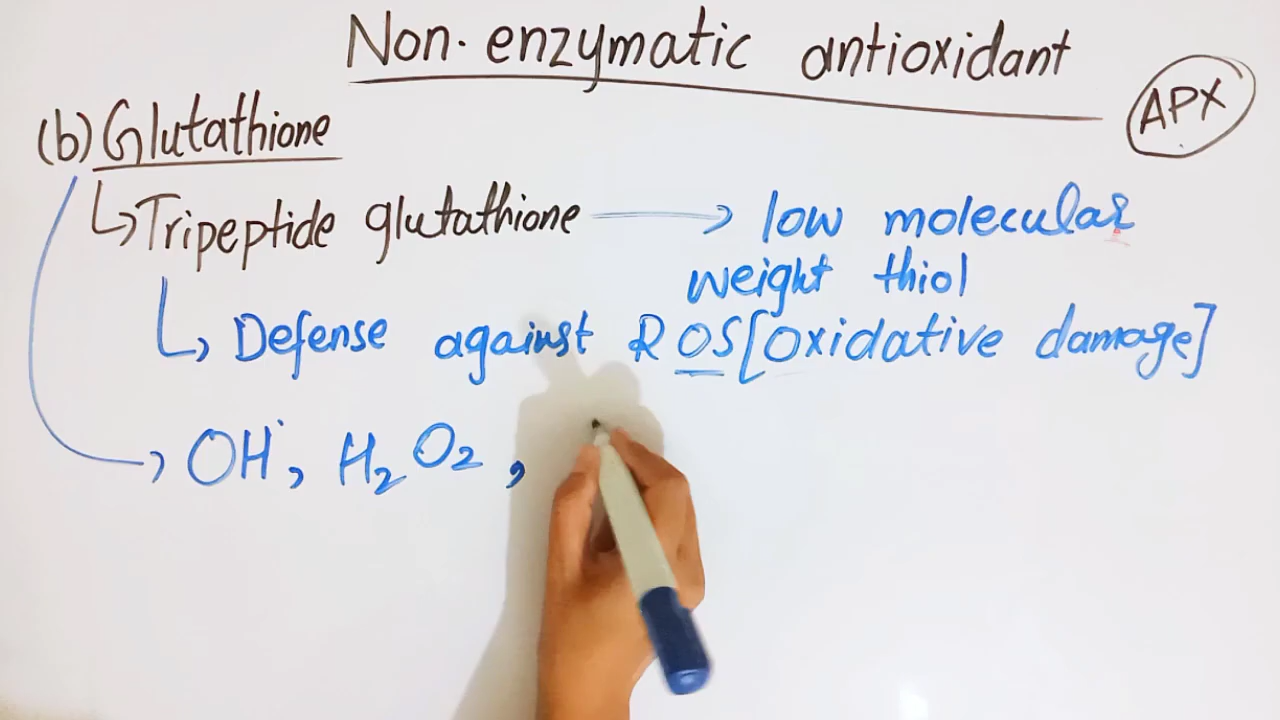 Non-enzymatic antioxidant
APX
(b) Glutathione
↳ Tripeptide glutathione → low molecular
weight thiol
↳ Defense against ROS [Oxidative damage]
→ OH˙, H₂O₂,